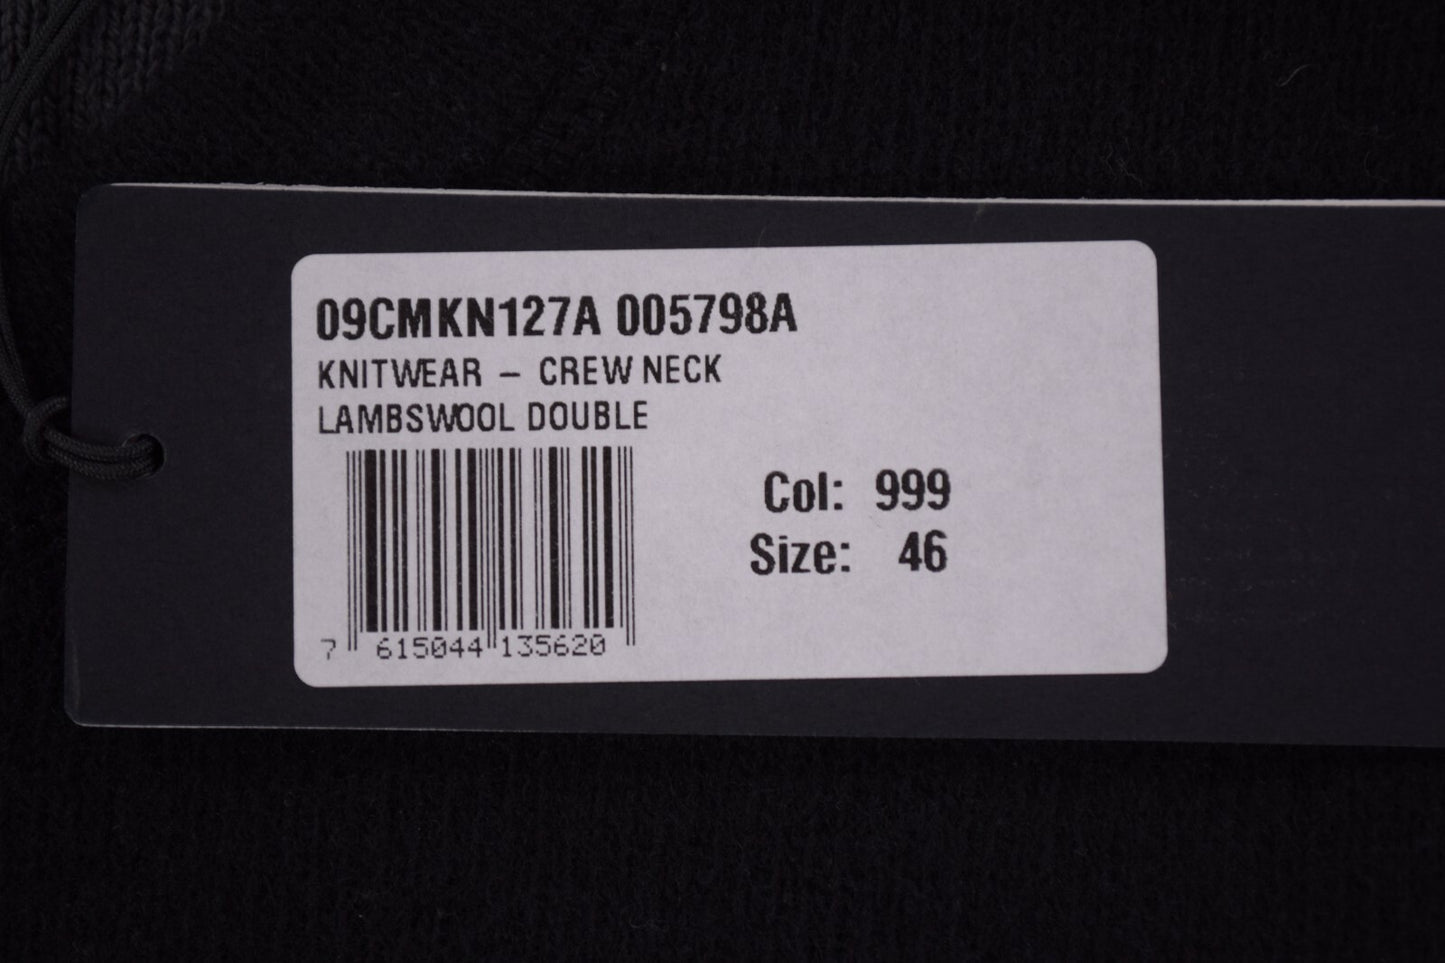 09CMKN127A 005798A
KNITWEAR – CREW NECK
LAMBSWOOL DOUBLE
Col: 999
Size: 46
7 615044 135620